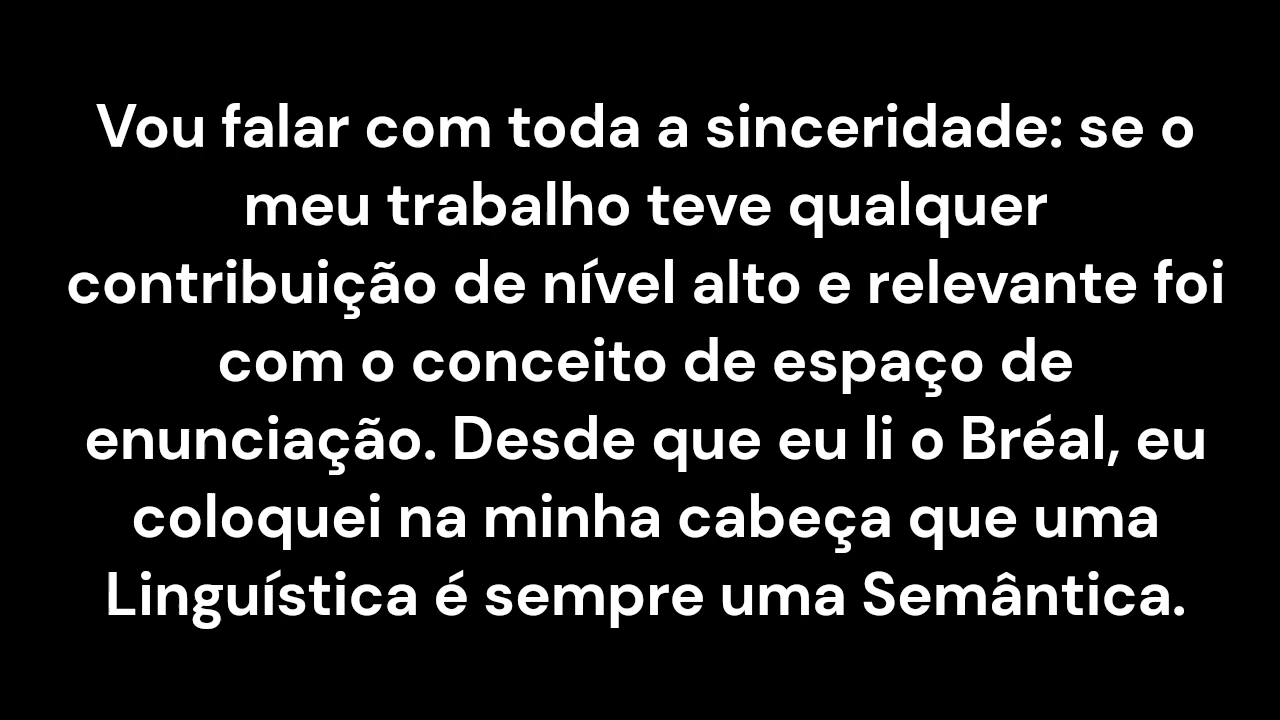 Vou falar com toda a sinceridade: se o
meu trabalho teve qualquer
contribuição de nível alto e relevante foi
com o conceito de espaço de
enunciação. Desde que eu li o Bréal, eu
coloquei na minha cabeça que uma
Linguística é sempre uma Semântica.